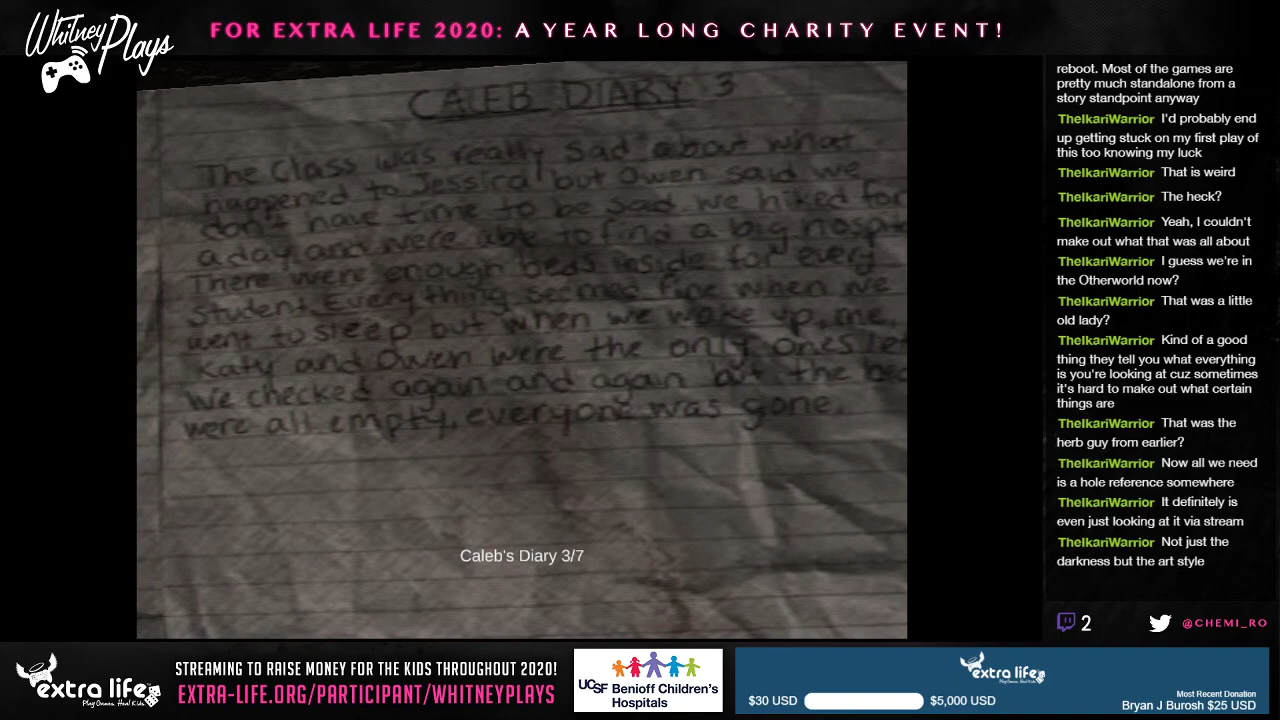 Whitney Plays
FOR EXTRA LIFE 2020: A YEAR LONG CHARITY EVENT!
CALEB DIARY 3
The Class was really sad about what
happened to but Owen said we
don't have time to be sad we hiked for
a day and were able to find a big
There were enough beds inside for every
student. Everything seemed fine when we
went to sleep but when we woke up, me,
Katy and Owen were the only ones
We checked again and again but the
were all empty, everyone was gone
Caleb's Diary 3/7
reboot. Most of the games are
pretty much standalone from a
story standpoint anyway
TheIkariWarrior I'd probably end
up getting stuck on my first play of
this too knowing my luck
TheIkariWarrior That is weird
TheIkariWarrior The heck?
TheIkariWarrior Yeah, I couldn't
make out what that was all about
TheIkariWarrior I guess we're in
the Otherworld now?
TheIkariWarrior That was a little
old lady?
TheIkariWarrior Kind of a good
thing they tell you what everything
is you're looking at cuz sometimes
it's hard to make out what certain
things are
TheIkariWarrior That was the
herb guy from earlier?
TheIkariWarrior Now all we need
is a hole reference somewhere
TheIkariWarrior It definitely is
even just looking at it via stream
TheIkariWarrior Not just the
darkness but the art style
2
@CHEMI_RO
extra life
Play Games. Heal Kids.
STREAMING TO RAISE MONEY FOR THE KIDS THROUGHOUT 2020!
EXTRA-LIFE.ORG/PARTICIPANT/WHITNEYPLAYS
UCSF Benioff Children's
Hospitals
extra life
Play Games. Heal Kids.
$30 USD
$5,000 USD
Most Recent Donation
Bryan J Burosh $25 USD